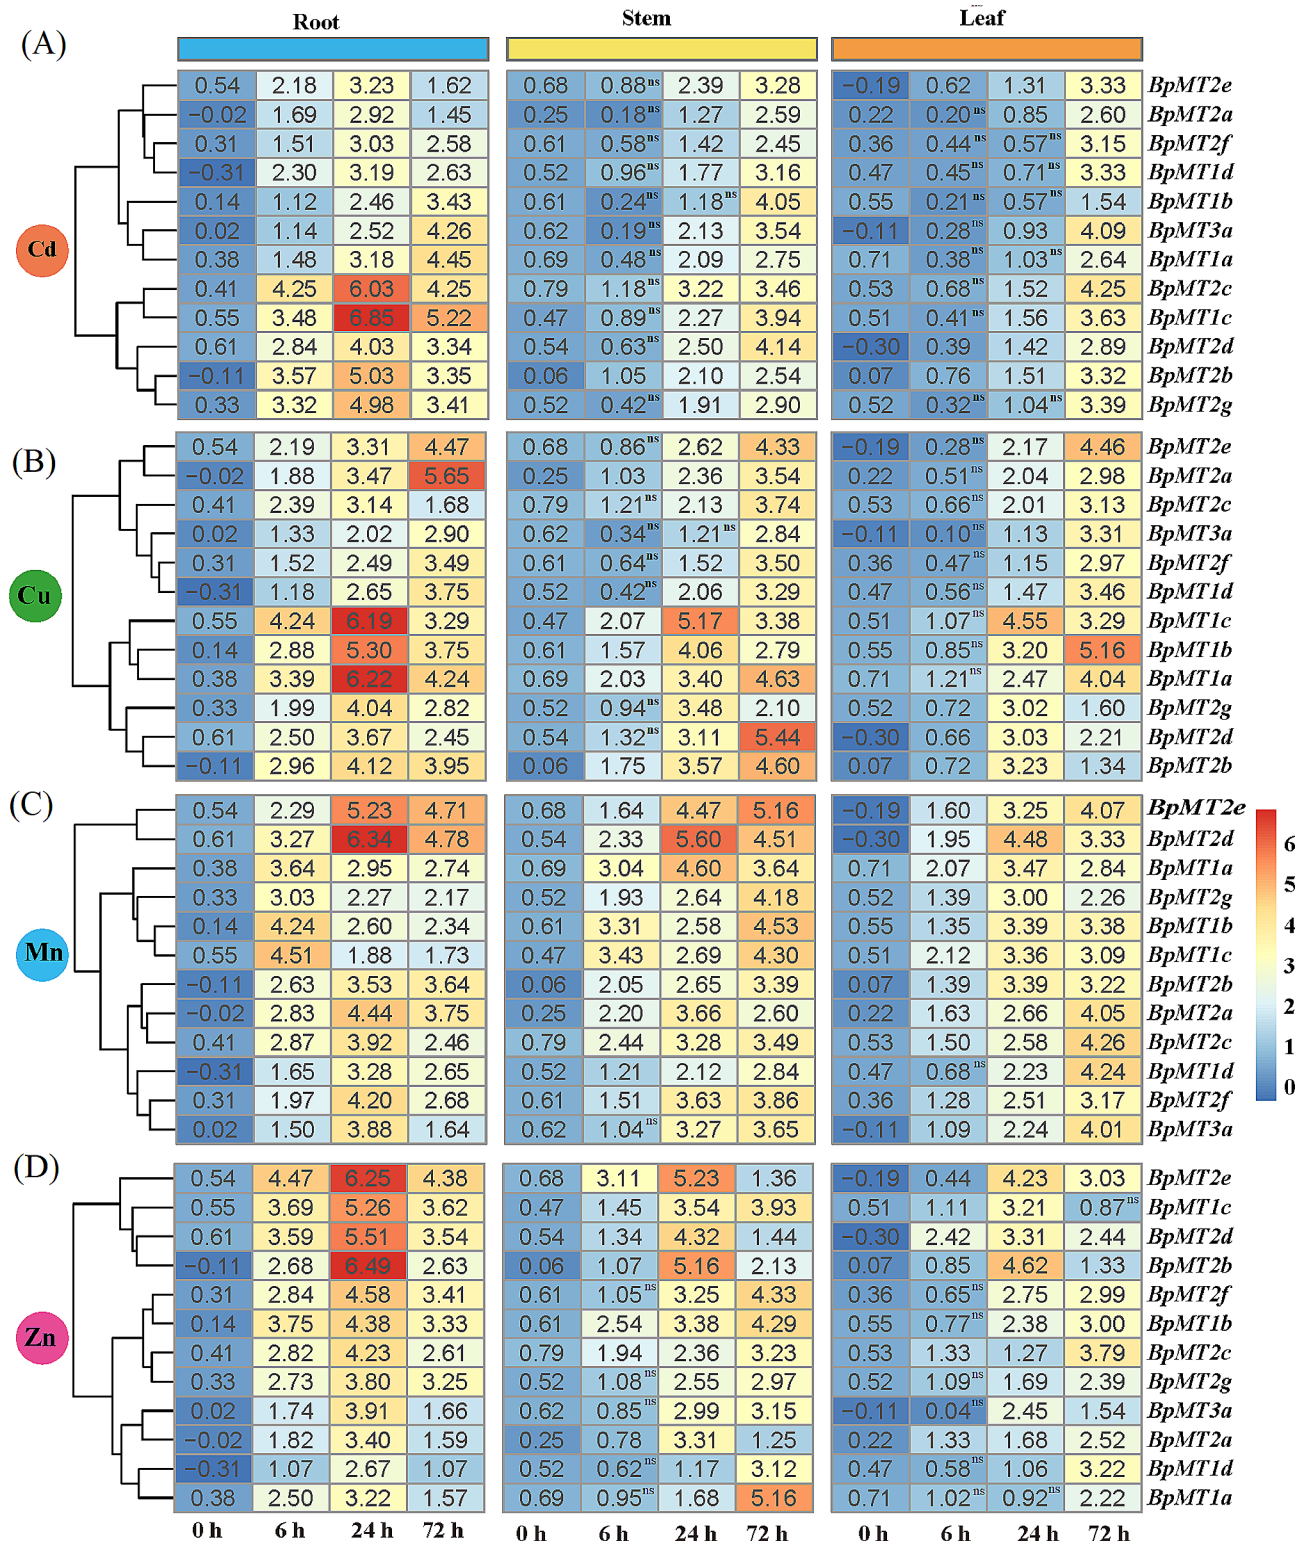 ns
Root Stem Leaf
(A)
0.54 2.18 3.23 1.62 0.68 0.88ns 2.39 3.28 −0.19 0.62 1.31 3.33 BpMT2e
−0.02 1.69 2.92 1.45 0.25 0.18ns 1.27 2.59 0.22 0.20ns 0.85 2.60 BpMT2a
0.31 1.51 3.03 2.58 0.61 0.58ns 1.42 2.45 0.36 0.44ns 0.57ns 3.15 BpMT2f
−0.31 2.30 3.19 2.63 0.52 0.96ns 1.77 3.16 0.47 0.45ns 0.71ns 3.33 BpMT1d
0.14 1.12 2.46 3.43 0.61 0.24ns 1.18ns 4.05 0.55 0.21ns 0.57ns 1.54 BpMT1b
0.02 1.14 2.52 4.26 0.62 0.19ns 2.13 3.54 −0.11 0.28ns 0.93 4.09 BpMT3a
Cd
0.38 1.48 3.18 4.45 0.69 0.48ns 2.09 2.75 0.71 0.38ns 1.03ns 2.64 BpMT1a
0.41 4.25 6.03 4.25 0.79 1.18ns 3.22 3.46 0.53 0.68ns 1.52 4.25 BpMT2c
0.55 3.48 6.85 5.22 0.47 0.89ns 2.27 3.94 0.51 0.41ns 1.56 3.63 BpMT1c
0.61 2.84 4.03 3.34 0.54 0.63ns 2.50 4.14 −0.30 0.39 1.42 2.89 BpMT2d
−0.11 3.57 5.03 3.35 0.06 1.05 2.10 2.54 0.07 0.76 1.51 3.32 BpMT2b
0.33 3.32 4.98 3.41 0.52 0.42ns 1.91 2.90 0.52 0.32ns 1.04ns 3.39 BpMT2g
(B)
0.54 2.19 3.31 4.47 0.68 0.86ns 2.62 4.33 −0.19 0.28ns 2.17 4.46 BpMT2e
−0.02 1.88 3.47 5.65 0.25 1.03 2.36 3.54 0.22 0.51ns 2.04 2.98 BpMT2a
0.41 2.39 3.14 1.68 0.79 1.21ns 2.13 3.74 0.53 0.66ns 2.01 3.13 BpMT2c
0.02 1.33 2.02 2.90 0.62 0.34ns 1.21ns 2.84 −0.11 0.10ns 1.13 3.31 BpMT3a
0.31 1.52 2.49 3.49 0.61 0.64ns 1.52 3.50 0.36 0.47ns 1.15 2.97 BpMT2f
Cu
−0.31 1.18 2.65 3.75 0.52 0.42ns 2.06 3.29 0.47 0.56ns 1.47 3.46 BpMT1d
0.55 4.24 6.19 3.29 0.47 2.07 5.17 3.38 0.51 1.07ns 4.55 3.29 BpMT1c
0.14 2.88 5.30 3.75 0.61 1.57 4.06 2.79 0.55 0.85ns 3.20 5.16 BpMT1b
0.38 3.39 6.22 4.24 0.69 2.03 3.40 4.63 0.71 1.21ns 2.47 4.04 BpMT1a
0.33 1.99 4.04 2.82 0.52 0.94ns 3.48 2.10 0.52 0.72 3.02 1.60 BpMT2g
0.61 2.50 3.67 2.45 0.54 1.32ns 3.11 5.44 −0.30 0.66 3.03 2.21 BpMT2d
−0.11 2.96 4.12 3.95 0.06 1.75 3.57 4.60 0.07 0.72 3.23 1.34 BpMT2b
(C)
0.54 2.29 5.23 4.71 0.68 1.64 4.47 5.16 −0.19 1.60 3.25 4.07 BpMT2e
0.61 3.27 6.34 4.78 0.54 2.33 5.60 4.51 −0.30 1.95 4.48 3.33 BpMT2d
0.38 3.64 2.95 2.74 0.69 3.04 4.60 3.64 0.71 2.07 3.47 2.84 BpMT1a
0.33 3.03 2.27 2.17 0.52 1.93 2.64 4.18 0.52 1.39 3.00 2.26 BpMT2g
0.14 4.24 2.60 2.34 0.61 3.31 2.58 4.53 0.55 1.35 3.39 3.38 BpMT1b
Mn
0.55 4.51 1.88 1.73 0.47 3.43 2.69 4.30 0.51 2.12 3.36 3.09 BpMT1c
−0.11 2.63 3.53 3.64 0.06 2.05 2.65 3.39 0.07 1.39 3.39 3.22 BpMT2b
−0.02 2.83 4.44 3.75 0.25 2.20 3.66 2.60 0.22 1.63 2.66 4.05 BpMT2a
0.41 2.87 3.92 2.46 0.79 2.44 3.28 3.49 0.53 1.50 2.58 4.26 BpMT2c
−0.31 1.65 3.28 2.65 0.52 1.21 2.12 2.84 0.47 0.68ns 2.23 4.24 BpMT1d
0.31 1.97 4.20 2.68 0.61 1.51 3.63 3.86 0.36 1.28 2.51 3.17 BpMT2f
0.02 1.50 3.88 1.64 0.62 1.04ns 3.27 3.65 −0.11 1.09 2.24 4.01 BpMT3a
6
5
4
3
2
1
0
(D)
0.54 4.47 6.25 4.38 0.68 3.11 5.23 1.36 −0.19 0.44 4.23 3.03 BpMT2e
0.55 3.69 5.26 3.62 0.47 1.45 3.54 3.93 0.51 1.11 3.21 0.87ns BpMT1c
0.61 3.59 5.51 3.54 0.54 1.34 4.32 1.44 −0.30 2.42 3.31 2.44 BpMT2d
−0.11 2.68 6.49 2.63 0.06 1.07 5.16 2.13 0.07 0.85 4.62 1.33 BpMT2b
0.31 2.84 4.58 3.41 0.61 1.05ns 3.25 4.33 0.36 0.65ns 2.75 2.99 BpMT2f
0.14 3.75 4.38 3.33 0.61 2.54 3.38 4.29 0.55 0.77ns 2.38 3.00 BpMT1b
Zn
0.41 2.82 4.23 2.61 0.79 1.94 2.36 3.23 0.53 1.33 1.27 3.79 BpMT2c
0.33 2.73 3.80 3.25 0.52 1.08ns 2.55 2.97 0.52 1.09ns 1.69 2.39 BpMT2g
0.02 1.74 3.91 1.66 0.62 0.85ns 2.99 3.15 −0.11 0.04ns 2.45 1.54 BpMT3a
−0.02 1.82 3.40 1.59 0.25 0.78 3.31 1.25 0.22 1.33 1.68 2.52 BpMT2a
−0.31 1.07 2.67 1.07 0.52 0.62ns 1.17 3.12 0.47 0.58ns 1.06 3.22 BpMT1d
0.38 2.50 3.22 1.57 0.69 0.95ns 1.68 5.16 0.71 1.02ns 0.92ns 2.22 BpMT1a
0 h 6 h 24 h 72 h 0 h 6 h 24 h 72 h 0 h 6 h 24 h 72 h